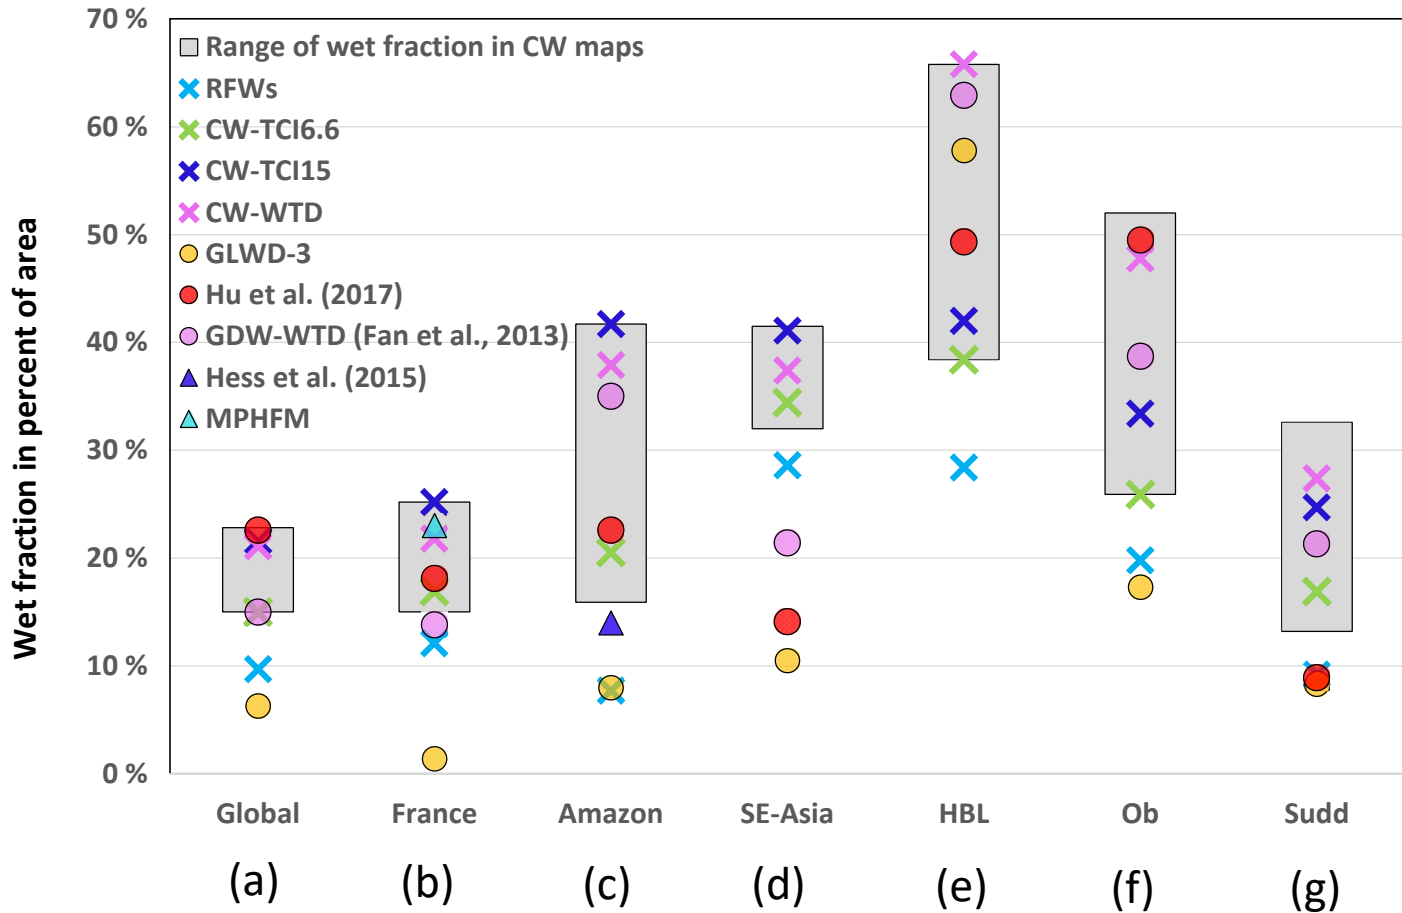 Wet fraction in percent of area
70 %
60 %
50 %
40 %
30 %
20 %
10 %
0 %
Range of wet fraction in CW maps
RFWs
CW-TCI6.6
CW-TCI15
CW-WTD
GLWD-3
Hu et al. (2017)
GDW-WTD (Fan et al., 2013)
Hess et al. (2015)
MPHFM
Global France Amazon SE-Asia HBL Ob Sudd
(a) (b) (c) (d) (e) (f) (g)